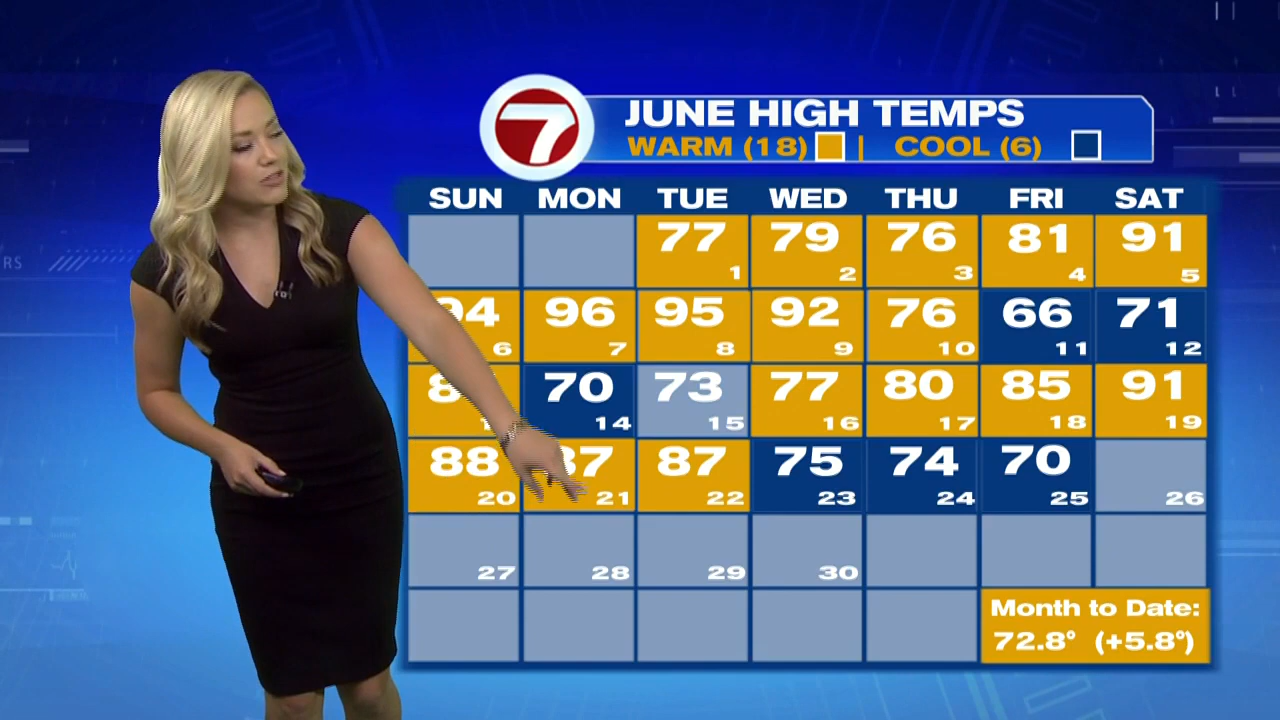 7
JUNE HIGH TEMPS
WARM (18) | COOL (6)
SUN MON TUE WED THU FRI SAT
77 79 76 81 91
1 2 3 4 5
94 96 95 92 76 66 71
6 7 8 9 10 11 12
70 73 77 80 85 91
14 15 16 17 18 19
88 87 87 75 74 70
20 21 22 23 24 25 26
27 28 29 30
Month to Date:
72.8° (+5.8°)